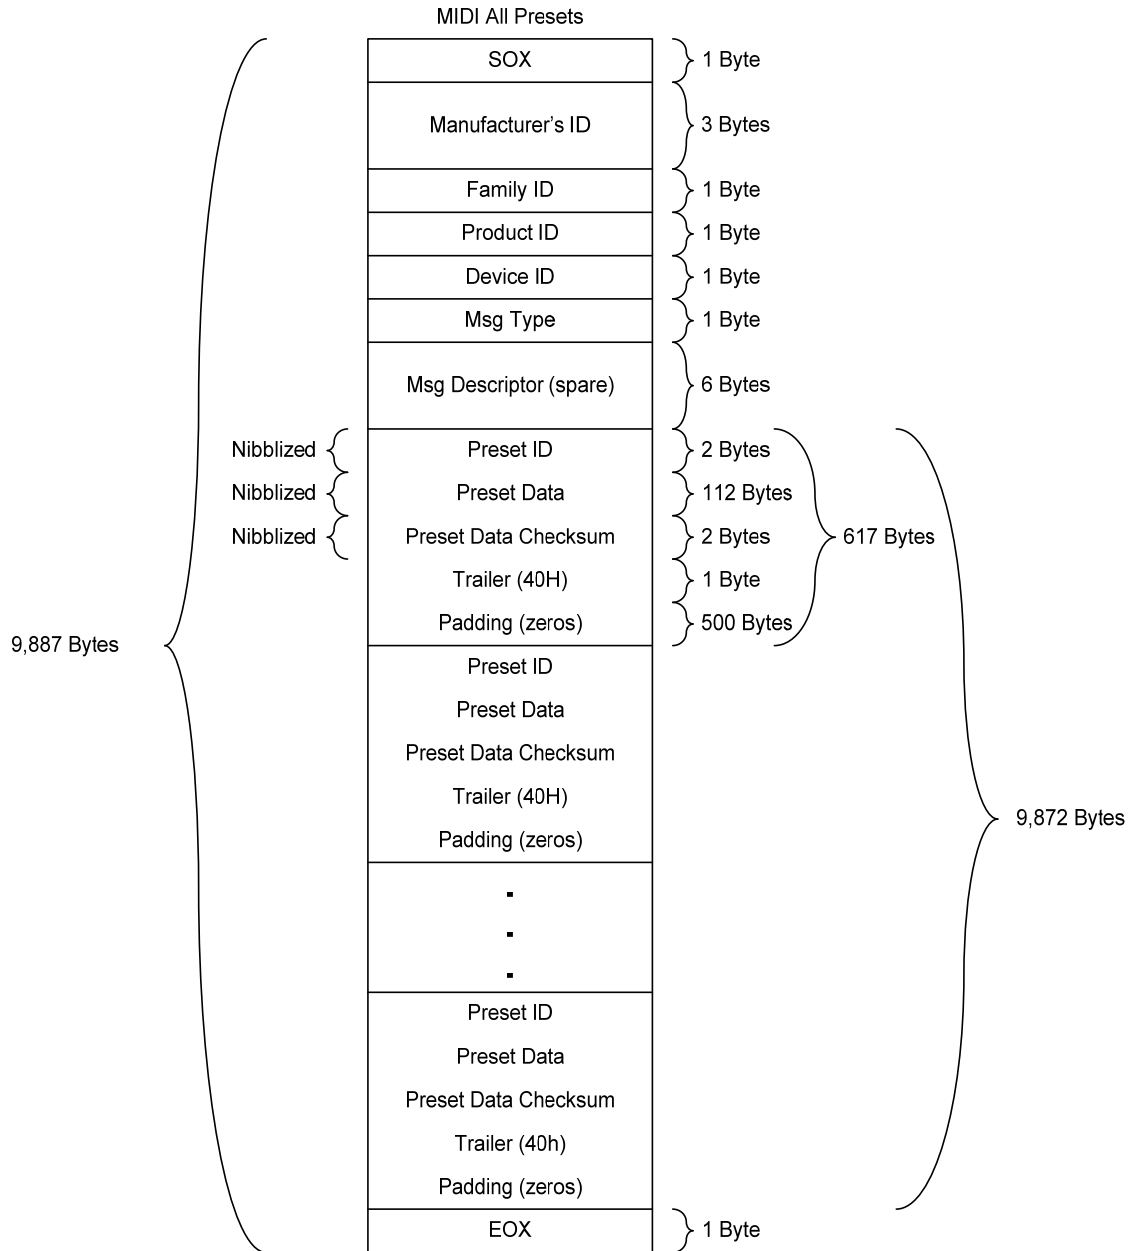 MIDI All Presets
SOX 1 Byte
Manufacturer's ID 3 Bytes
Family ID 1 Byte
Product ID 1 Byte
Device ID 1 Byte
Msg Type 1 Byte
Msg Descriptor (spare) 6 Bytes
Nibblized Preset ID 2 Bytes
Nibblized Preset Data 112 Bytes
Nibblized Preset Data Checksum 2 Bytes 617 Bytes
Trailer (40H) 1 Byte
Padding (zeros) 500 Bytes
9,887 Bytes
Preset ID
Preset Data
Preset Data Checksum
Trailer (40H)
9,872 Bytes
Padding (zeros)
Preset ID
Preset Data
Preset Data Checksum
Trailer (40h)
Padding (zeros)
EOX 1 Byte